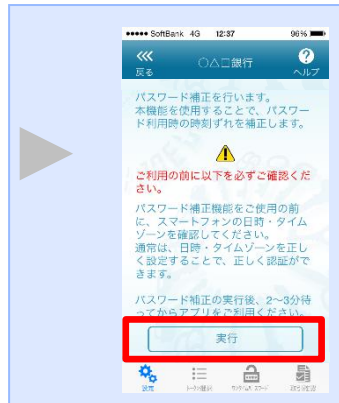 SoftBank 4G 12:37 96%
戻る ○△□銀行 ヘルプ
パスワード補正を行います。
本機能を使用することで、パスワー
ド利用時の時刻ずれを補正します。
ご利用の前に以下を必ずご確認くだ
さい。
パスワード補正機能をご使用の前
に、スマートフォンの日時・タイム
ゾーンを確認してください。
通常は、日時・タイムゾーンを正し
く設定することで、正しく認証がで
きます。
パスワード補正の実行後、2~3分待
ってからアプリをご利用ください。
実行
設定